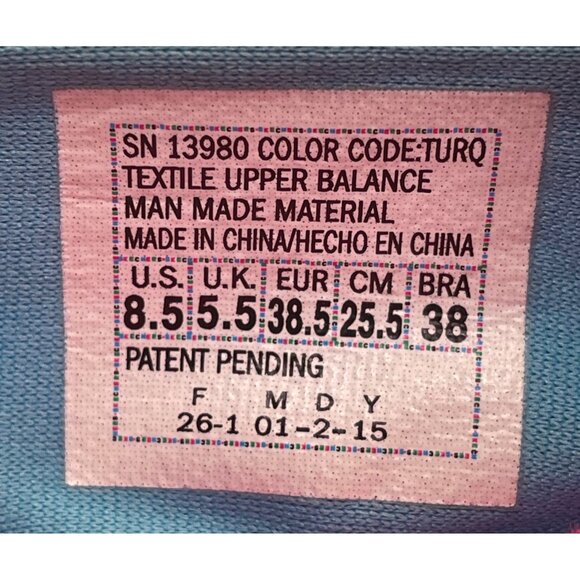 SN 13980 COLOR CODE:TURQ
TEXTILE UPPER BALANCE
MAN MADE MATERIAL
MADE IN CHINA/HECHO EN CHINA
U.S. U.K. EUR CM BRA
8.5 5.5 38.5 25.5 38
PATENT PENDING
F M D Y
26-1 01-2-15